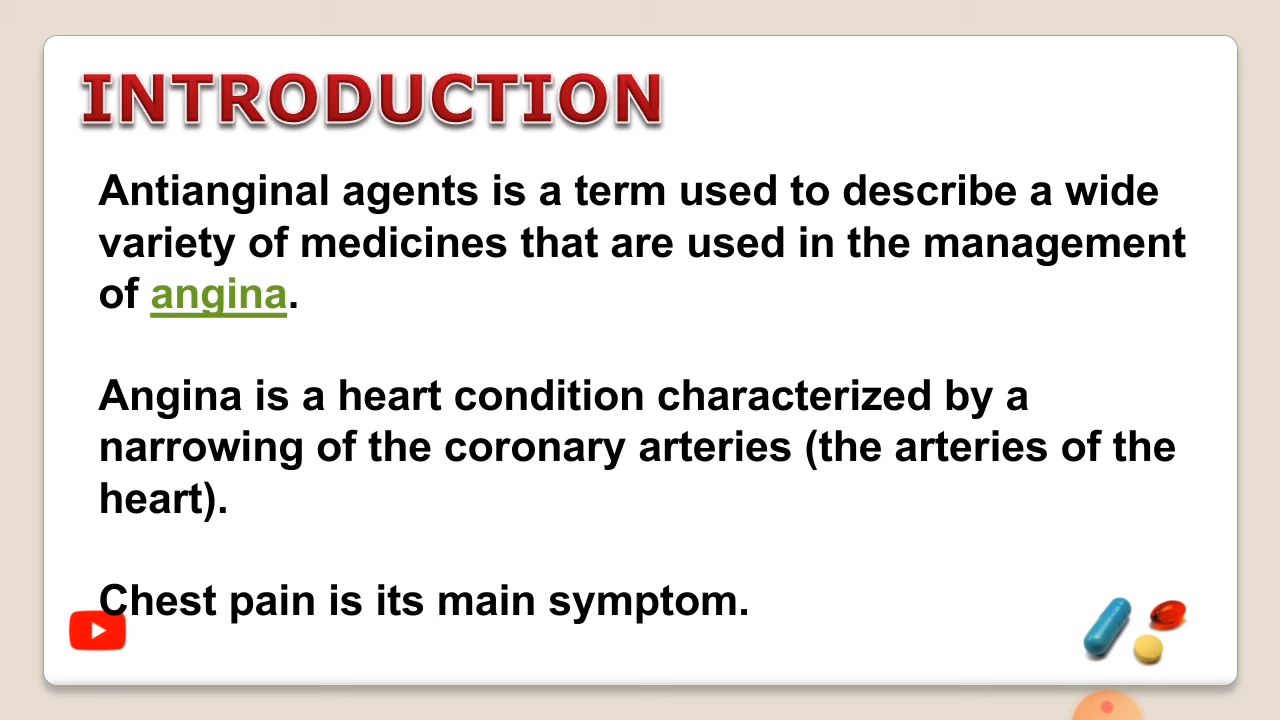 INTRODUCTION
Antianginal agents is a term used to describe a wide
variety of medicines that are used in the management
of angina.
Angina is a heart condition characterized by a
narrowing of the coronary arteries (the arteries of the
heart).
Chest pain is its main symptom.